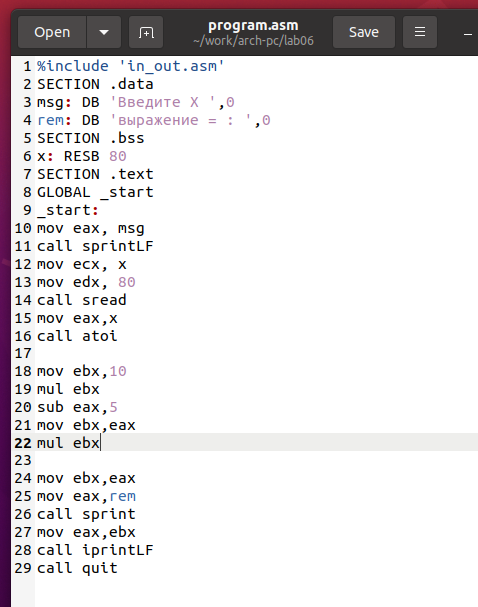 Open
program.asm
~/work/arch-pc/lab06
Save
1 %include 'in_out.asm'
2 SECTION .data
3 msg: DB 'Введите X ',0
4 rem: DB 'выражение = : ',0
5 SECTION .bss
6 x: RESB 80
7 SECTION .text
8 GLOBAL _start
9 _start:
10 mov eax, msg
11 call sprintLF
12 mov ecx, x
13 mov edx, 80
14 call sread
15 mov eax,x
16 call atoi
17
18 mov ebx,10
19 mul ebx
20 sub eax,5
21 mov ebx,eax
22 mul ebx
23
24 mov ebx,eax
25 mov eax,rem
26 call sprint
27 mov eax,ebx
28 call iprintLF
29 call quit